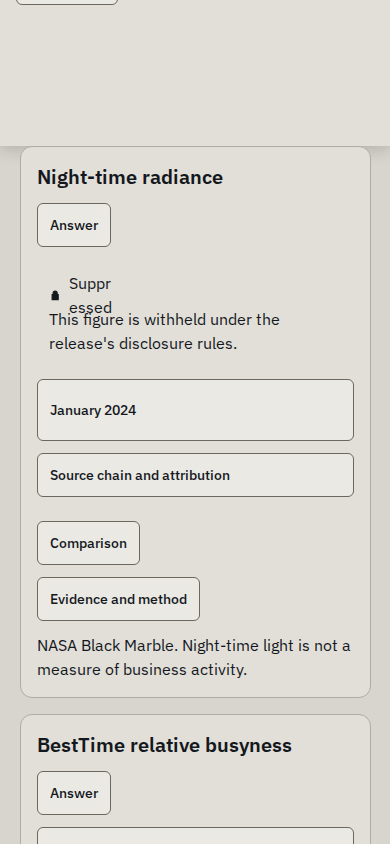 Night-time radiance
Answer
Suppr
essed
This figure is withheld under the
release's disclosure rules.
January 2024
Source chain and attribution
Comparison
Evidence and method
NASA Black Marble. Night-time light is not a
measure of business activity.
BestTime relative busyness
Answer